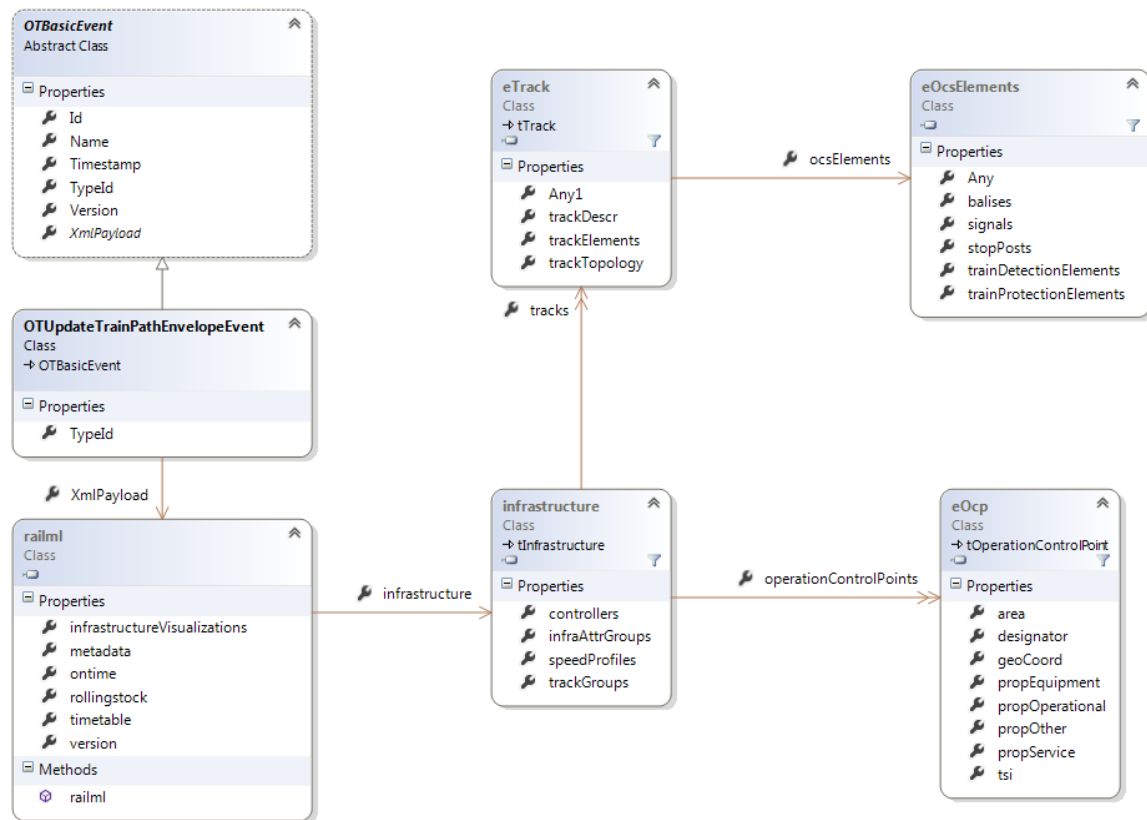 OTBasicEvent
Abstract Class
Properties
Id
Name
Timestamp
TypeId
Version
XmlPayload
OTUpdateTrainPathEnvelopeEvent
Class
OTBasicEvent
Properties
TypeId
XmlPayload
railml
Class
Properties
infrastructureVisualizations
metadata
ontime
rollingstock
timetable
version
Methods
railml
infrastructure
eTrack
Class
tTrack
Properties
Any1
trackDescr
trackElements
trackTopology
tracks
infrastructure
Class
tInfrastructure
Properties
controllers
infraAttrGroups
speedProfiles
trackGroups
ocsElements
operationControlPoints
eOcsElements
Class
Properties
Any
balises
signals
stopPosts
trainDetectionElements
trainProtectionElements
eOcp
Class
tOperationControlPoint
Properties
area
designator
geoCoord
propEquipment
propOperational
propOther
propService
tsi